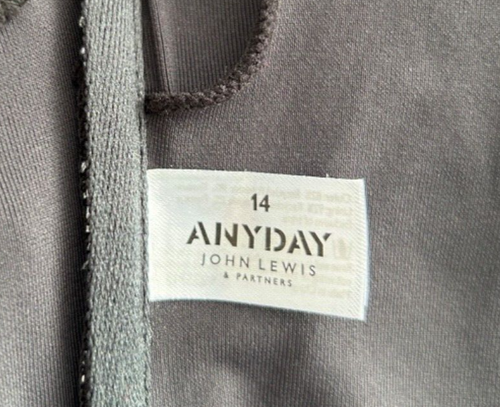 14
ANYDAY
JOHN LEWIS
& PARTNERS